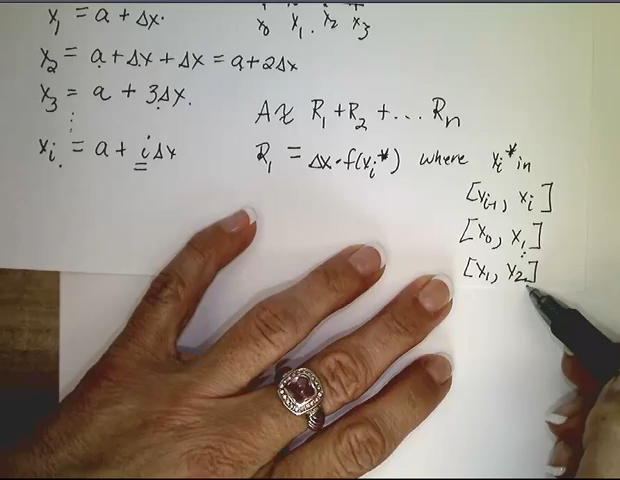 x₁ = a + Δx.
x₀ x₁. x₂ x₃
x₂ = a + Δx + Δx = a + 2Δx
x₃ = a + 3Δx.
⋮
A ≈ R₁ + R₂ + ... Rₙ
xᵢ. = a + iΔx
R₁ = Δx · f(xᵢ*) where xᵢ* in
[xᵢ₋₁, xᵢ]
[x₀, x₁]
[x₁, x₂]